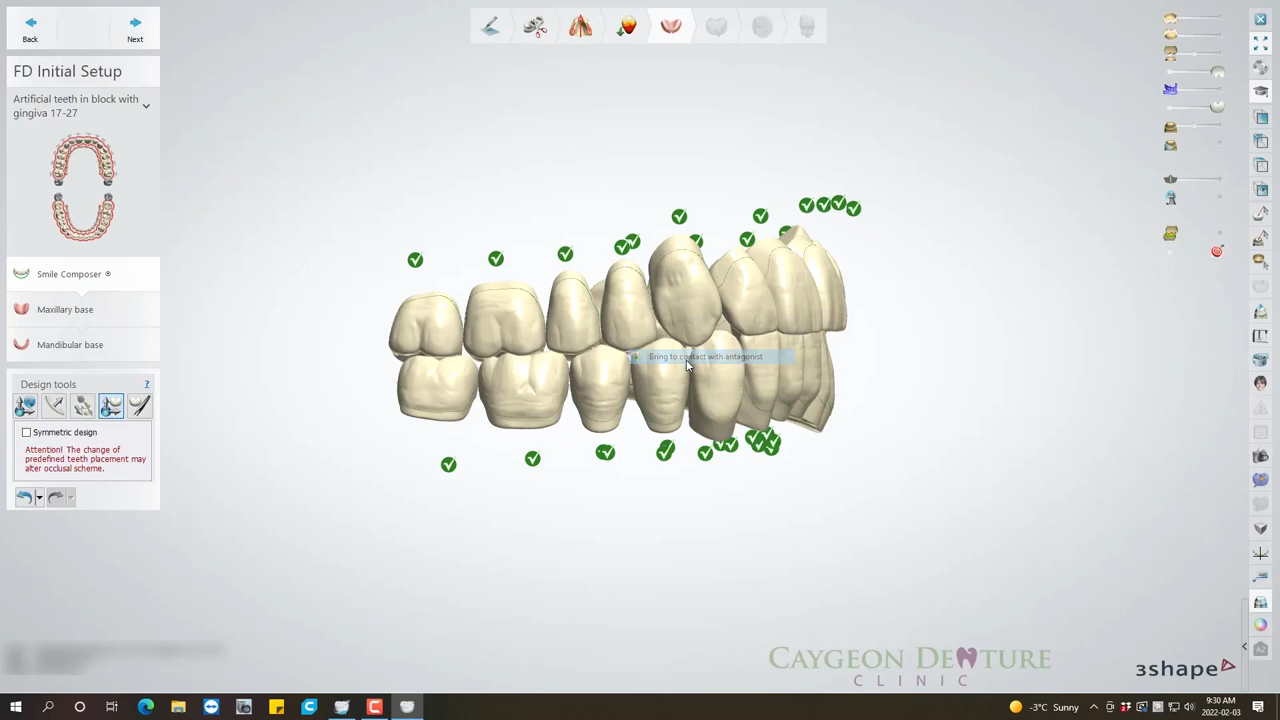 Back
Next
FD Initial Setup
Artificial teeth in block with
gingiva 17-27
Smile Composer ®
Maxillary base
Mandibular base
Design tools
?
Symmetric design
Attention! The change of
predefined teeth placement may
alter occlusal scheme.
Bring to contact with antagonist
A2
CAYGEON DENTURE
CLINIC
3shape
-3°C Sunny
9:30 AM
2022-02-03